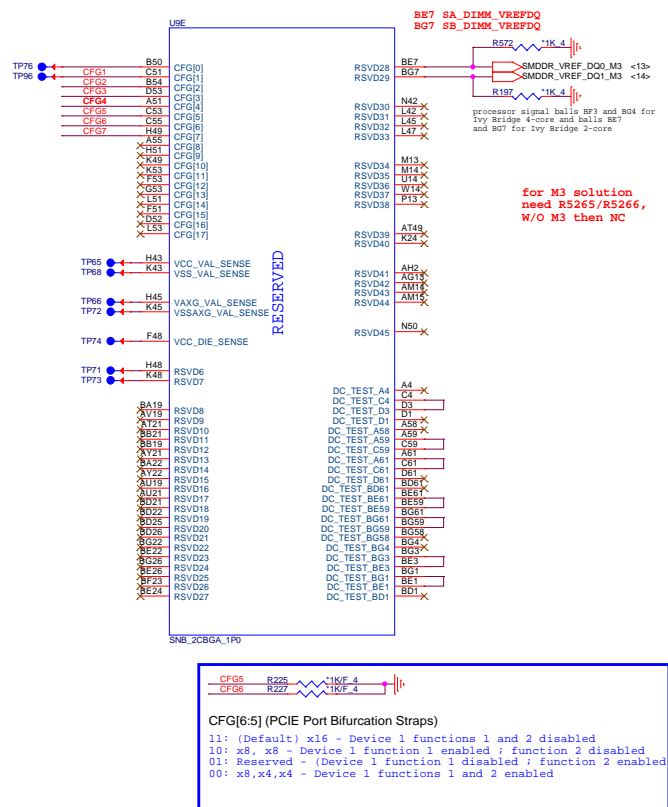 U9E
BE7 SA_DIMM_VREFDQ
BG7 SB_DIMM_VREFDQ
R572 *1K_4
SMDDR_VREF_DQ0_M3 <13>
SMDDR_VREF_DQ1_M3 <14>
R197 *1K_4
processor signal balls BF3 and BG4 for
Ivy Bridge 4-core and balls BE7
and BG7 for Ivy Bridge 2-core
for M3 solution
need R5265/R5266,
W/O M3 then NC
TP76 B50 CFG[0]
TP96 CFG1 C51 CFG[1]
CFG2 B54 CFG[2]
CFG3 D53 CFG[3]
CFG4 A51 CFG[4]
CFG5 C53 CFG[5]
CFG6 C55 CFG[6]
CFG7 H49 CFG[7]
A55 CFG[8]
H51 CFG[9]
K49 CFG[10]
K53 CFG[11]
F53 CFG[12]
G53 CFG[13]
L51 CFG[14]
F51 CFG[15]
D52 CFG[16]
L53 CFG[17]
TP65 H43 VCC_VAL_SENSE
TP68 K43 VSS_VAL_SENSE
TP66 H45 VAXG_VAL_SENSE
TP72 K45 VSSAXG_VAL_SENSE
TP74 F48 VCC_DIE_SENSE
TP71 H48 RSVD6
TP73 K48 RSVD7
BA19 RSVD8
AV19 RSVD9
AT21 RSVD10
BB21 RSVD11
BB19 RSVD12
AY21 RSVD13
BA22 RSVD14
AY22 RSVD15
AU19 RSVD16
AU21 RSVD17
BD21 RSVD18
BD22 RSVD19
BD25 RSVD20
BD26 RSVD21
BG22 RSVD22
BE22 RSVD23
BG26 RSVD24
BE26 RSVD25
BF23 RSVD26
BE24 RSVD27
RESERVED
RSVD28 BE7
RSVD29 BG7
RSVD30 N42
RSVD31 L42
RSVD32 L45
RSVD33 L47
RSVD34 M13
RSVD35 M14
RSVD36 U14
RSVD37 W14
RSVD38 P13
RSVD39 AT49
RSVD40 K24
RSVD41 AH2
RSVD42 AG13
RSVD43 AM14
RSVD44 AM15
RSVD45 N50
DC_TEST_A4 A4
DC_TEST_C4 C4
DC_TEST_D3 D3
DC_TEST_D1 D1
DC_TEST_A58 A58
DC_TEST_A59 A59
DC_TEST_C59 C59
DC_TEST_A61 A61
DC_TEST_C61 C61
DC_TEST_D61 D61
DC_TEST_BD61 BD61
DC_TEST_BE61 BE61
DC_TEST_BE59 BE59
DC_TEST_BG61 BG61
DC_TEST_BG59 BG59
DC_TEST_BG58 BG58
DC_TEST_BG4 BG4
DC_TEST_BG3 BG3
DC_TEST_BE3 BE3
DC_TEST_BG1 BG1
DC_TEST_BE1 BE1
DC_TEST_BD1 BD1
SNB_2CBGA_1P0
CFG5 R225 *1K/F_4
CFG6 R227 *1K/F_4
CFG[6:5] (PCIE Port Bifurcation Straps)
11: (Default) x16 - Device 1 functions 1 and 2 disabled
10: x8, x8 - Device 1 function 1 enabled ; function 2 disabled
01: Reserved - (Device 1 function 1 disabled ; function 2 enabled
00: x8,x4,x4 - Device 1 functions 1 and 2 enabled